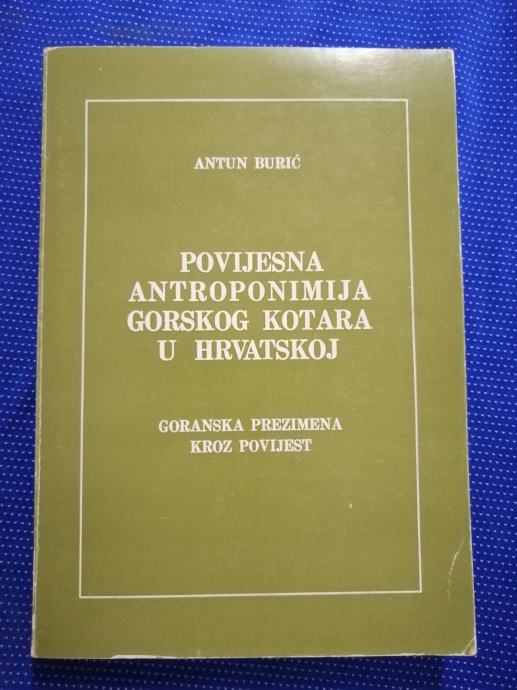 ANTUN BURIĆ
POVIJESNA
ANTROPONIMIJA
GORSKOG KOTARA
U HRVATSKOJ
GORANSKA PREZIMENA
KROZ POVIJEST